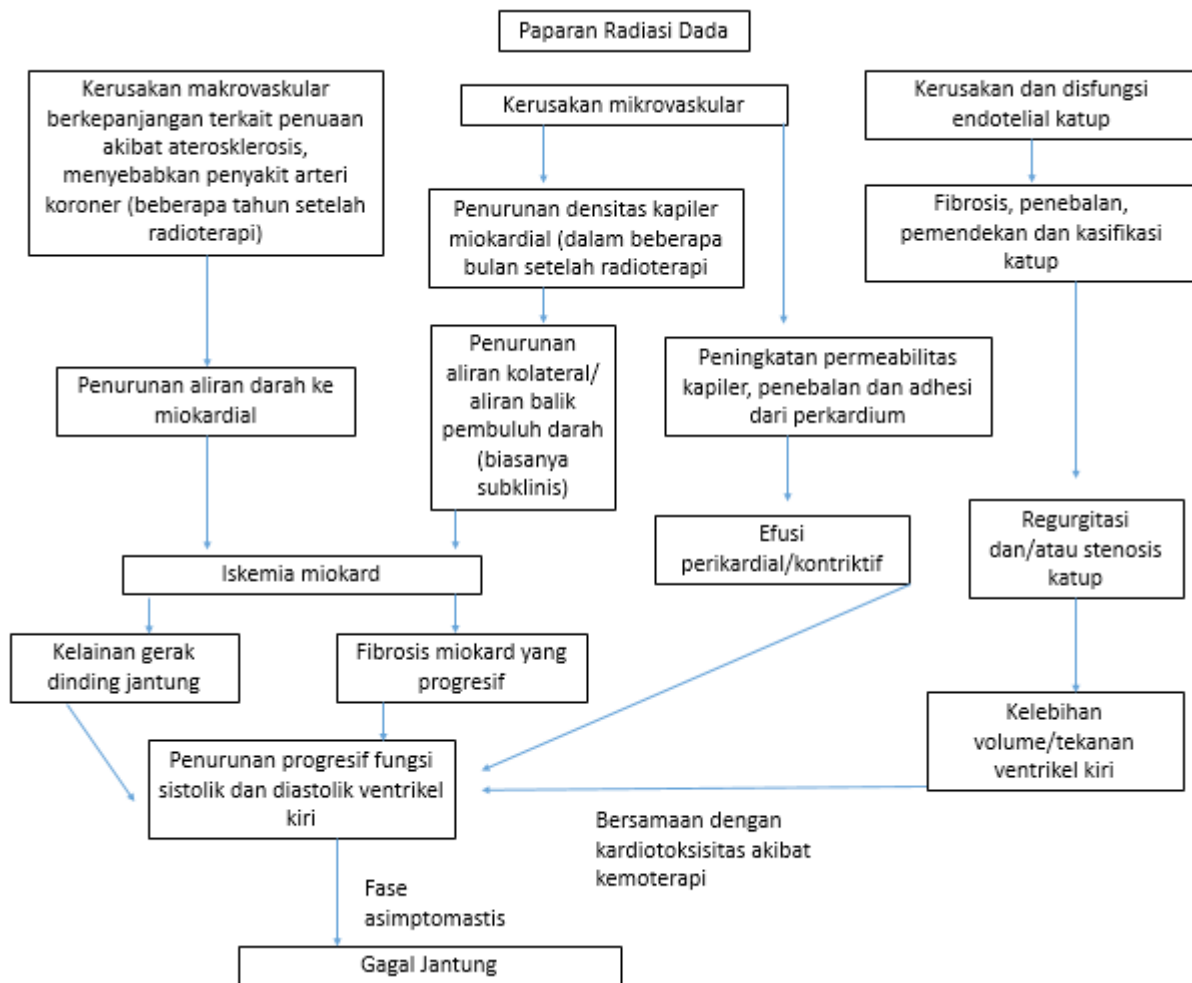 Paparan Radiasi Dada
Kerusakan makrovaskular
berkepanjangan terkait penuaan
akibat aterosklerosis,
menyebabkan penyakit arteri
koroner (beberapa tahun setelah
radioterapi)
Kerusakan mikrovaskular
Kerusakan dan disfungsi
endotelial katup
Penurunan densitas kapiler
miokardial (dalam beberapa
bulan setelah radioterapi
Fibrosis, penebalan,
pemendekan dan kasifikasi
katup
Penurunan aliran darah ke
miokardial
Penurunan
aliran kolateral/
aliran balik
pembuluh darah
(biasanya
subklinis)
Peningkatan permeabilitas
kapiler, penebalan dan adhesi
dari perkardium
Efusi
perikardial/kontriktif
Regurgitasi
dan/atau stenosis
katup
Iskemia miokard
Kelainan gerak
dinding jantung
Fibrosis miokard yang
progresif
Kelebihan
volume/tekanan
ventrikel kiri
Penurunan progresif fungsi
sistolik dan diastolik ventrikel
kiri
Bersamaan dengan
kardiotoksisitas akibat
kemoterapi
Fase
asimptomastis
Gagal Jantung